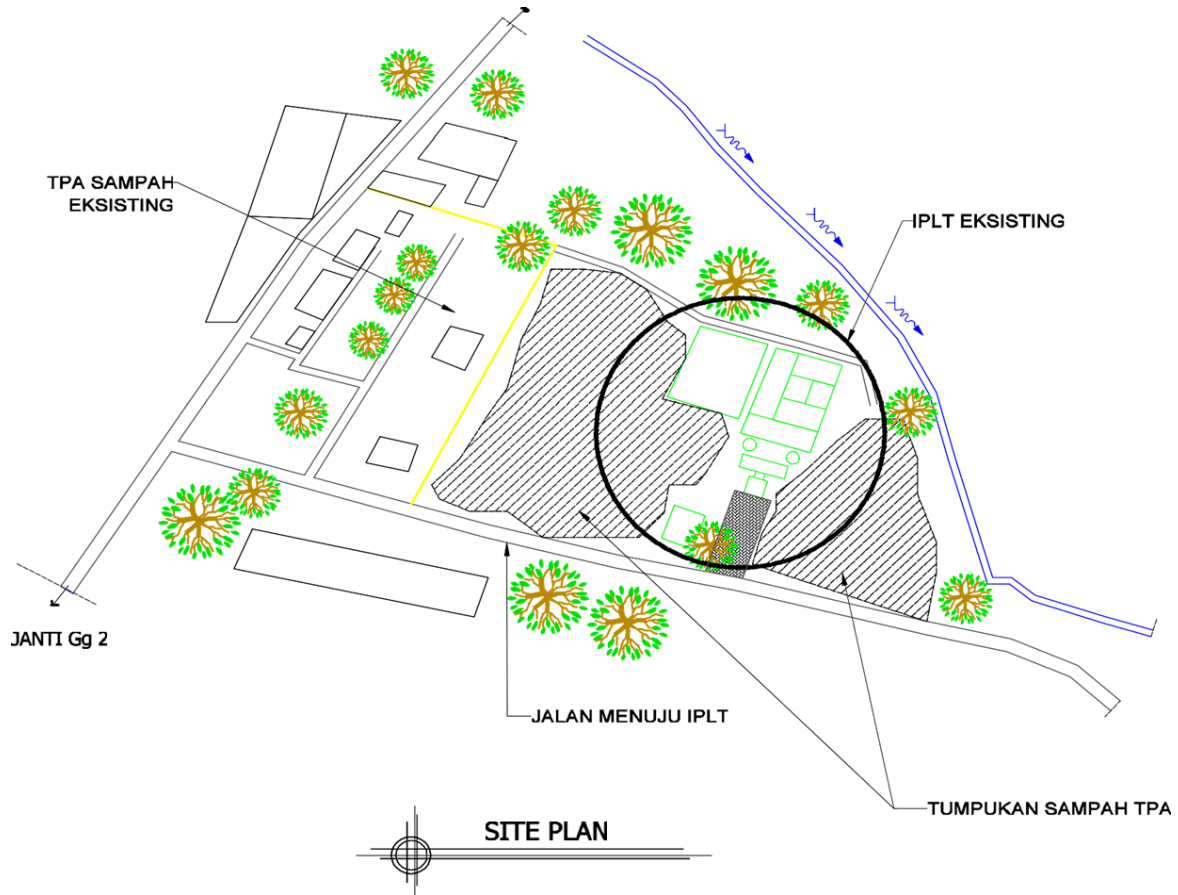 TPA SAMPAH
EKSISTING
IPLT EKSISTING
JANTI Gg 2
JALAN MENUJU IPLT
TUMPUKAN SAMPAH TPA
SITE PLAN